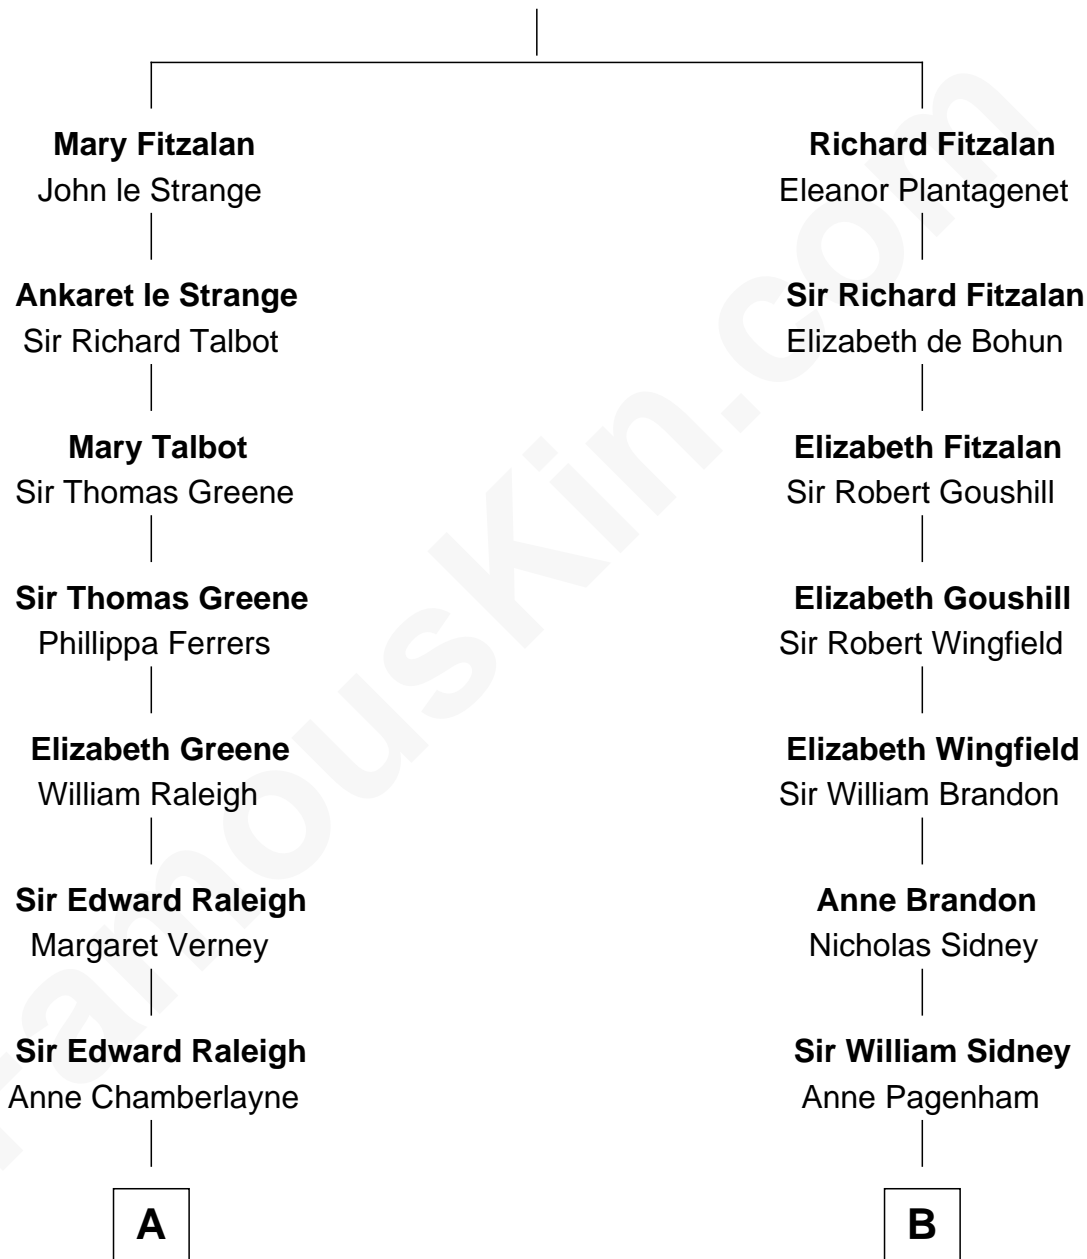 Mary Fitzalan
John le Strange
Richard Fitzalan
Eleanor Plantagenet
Ankaret le Strange
Sir Richard Talbot
Sir Richard Fitzalan
Elizabeth de Bohun
Mary Talbot
Sir Thomas Greene
Elizabeth Fitzalan
Sir Robert Goushill
Sir Thomas Greene
Phillippa Ferrers
Elizabeth Goushill
Sir Robert Wingfield
Elizabeth Greene
William Raleigh
Elizabeth Wingfield
Sir William Brandon
Sir Edward Raleigh
Margaret Verney
Anne Brandon
Nicholas Sidney
Sir Edward Raleigh
Anne Chamberlayne
Sir William Sidney
Anne Pagenham
A
B
FamousKin.com